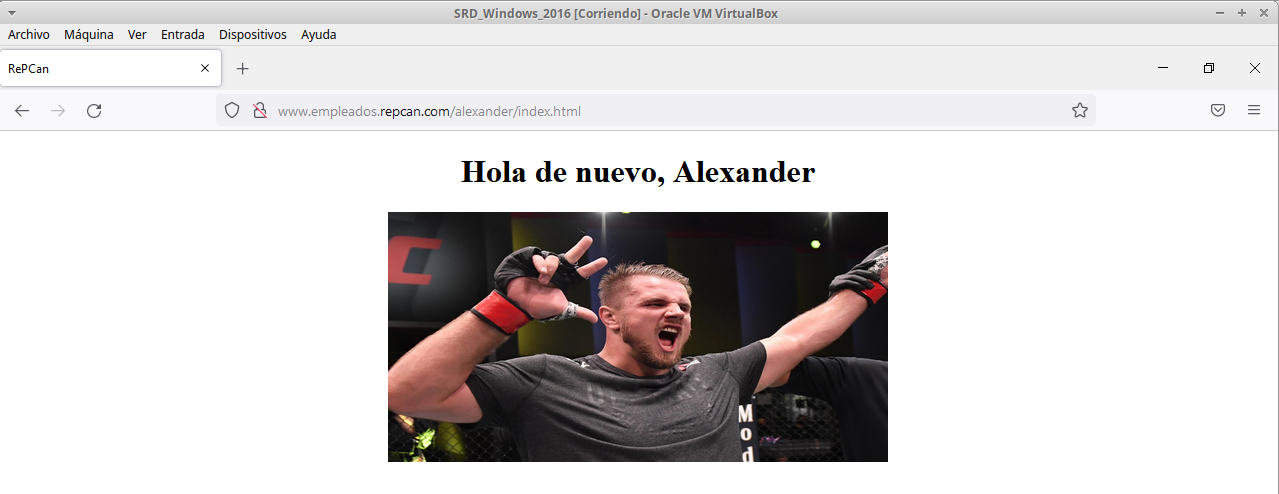 SRD_Windows_2016 [Corriendo] - Oracle VM VirtualBox
Archivo Máquina Ver Entrada Dispositivos Ayuda
RePCan
www.empleados.repcan.com/alexander/index.html
Hola de nuevo, Alexander
C
Mod